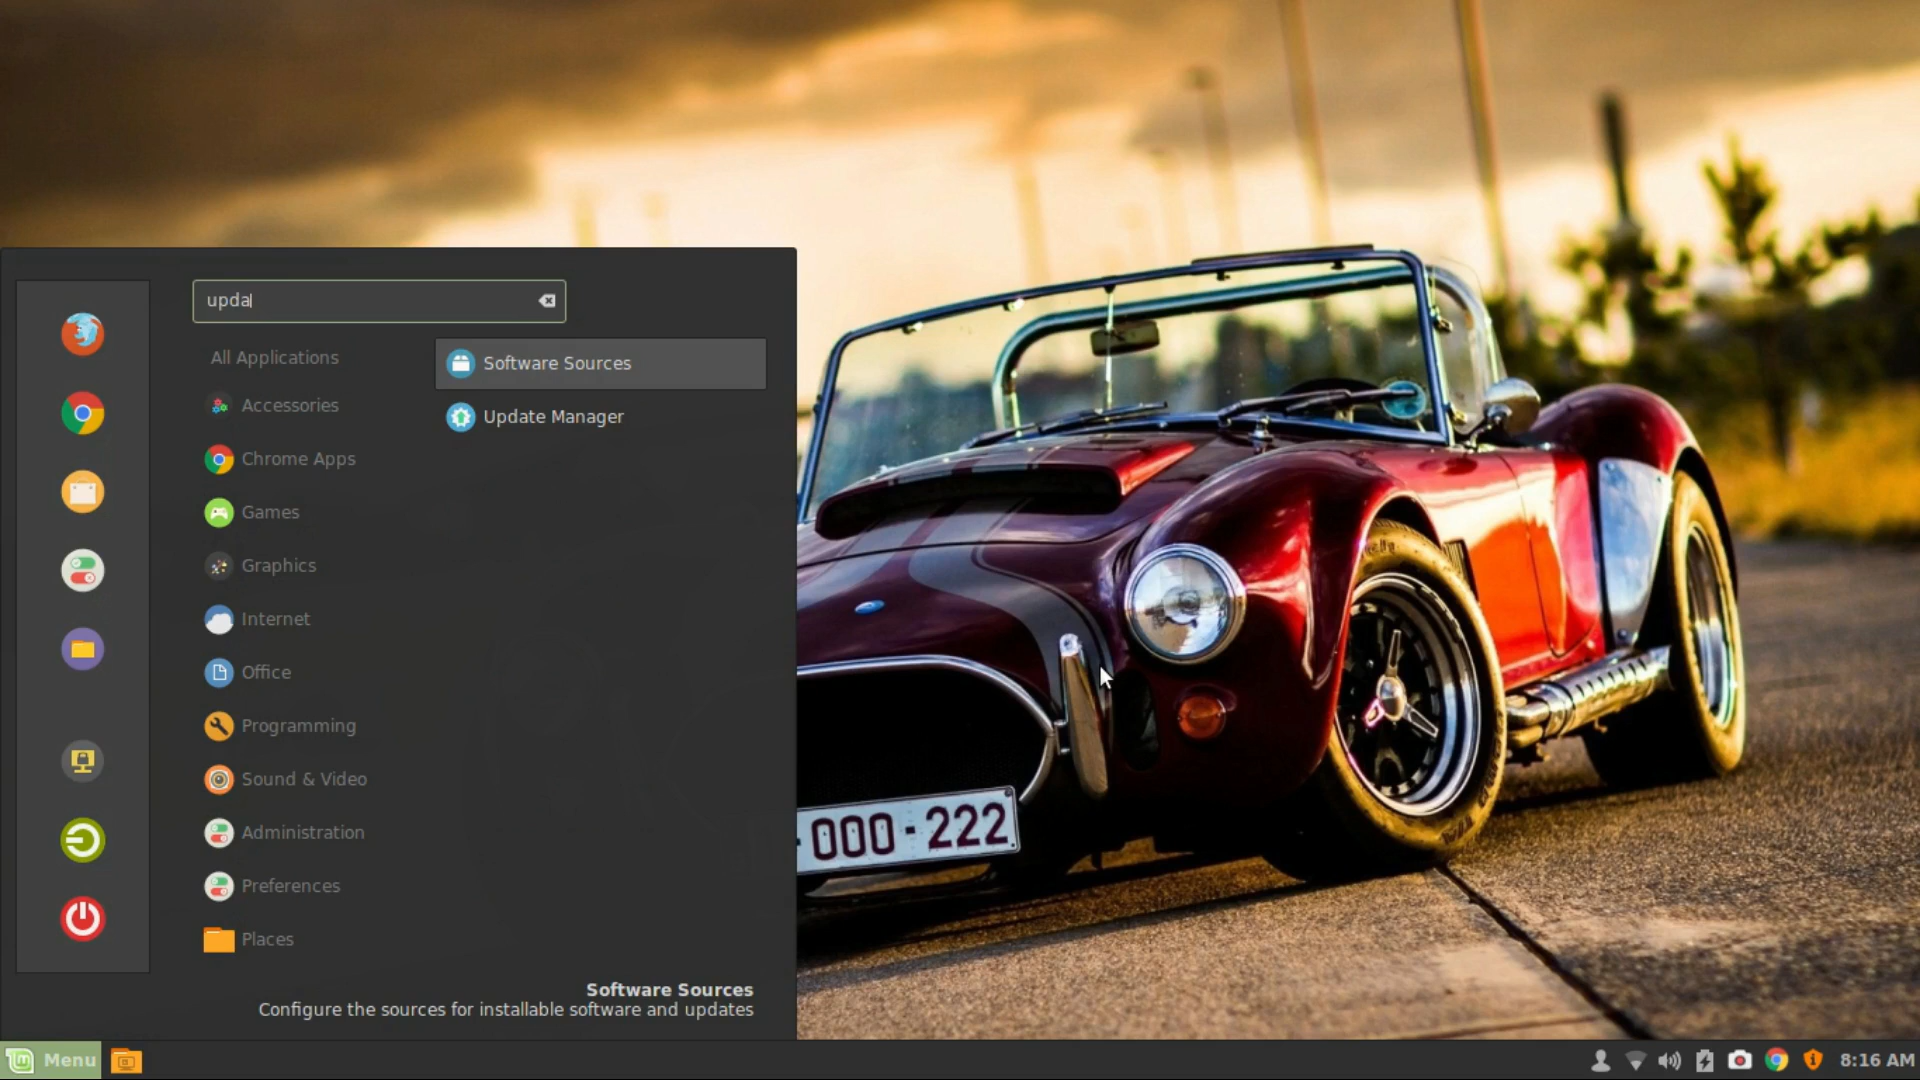 upda
All Applications
Accessories
Chrome Apps
Games
Graphics
Internet
Office
Programming
Sound & Video
Administration
Preferences
Places
Software Sources
Update Manager
Software Sources
Configure the sources for installable software and updates
000-222
Menu
8:16 AM